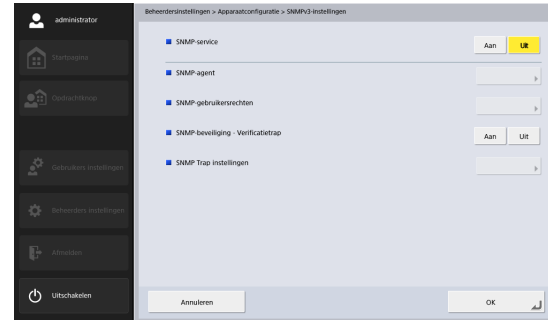 administrator
Startpagina
Opdrachtknop
Gebruikers instellingen
Beheerders instellingen
Afmelden
Uitschakelen
Beheerdersinstellingen > Apparaatconfiguratie > SNMPv3-instellingen
SNMP-service
Aan
Uit
SNMP-agent
SNMP-gebruikersrechten
SNMP-beveiliging - Verificatietrap
Aan
Uit
SNMP Trap instellingen
Annuleren
OK